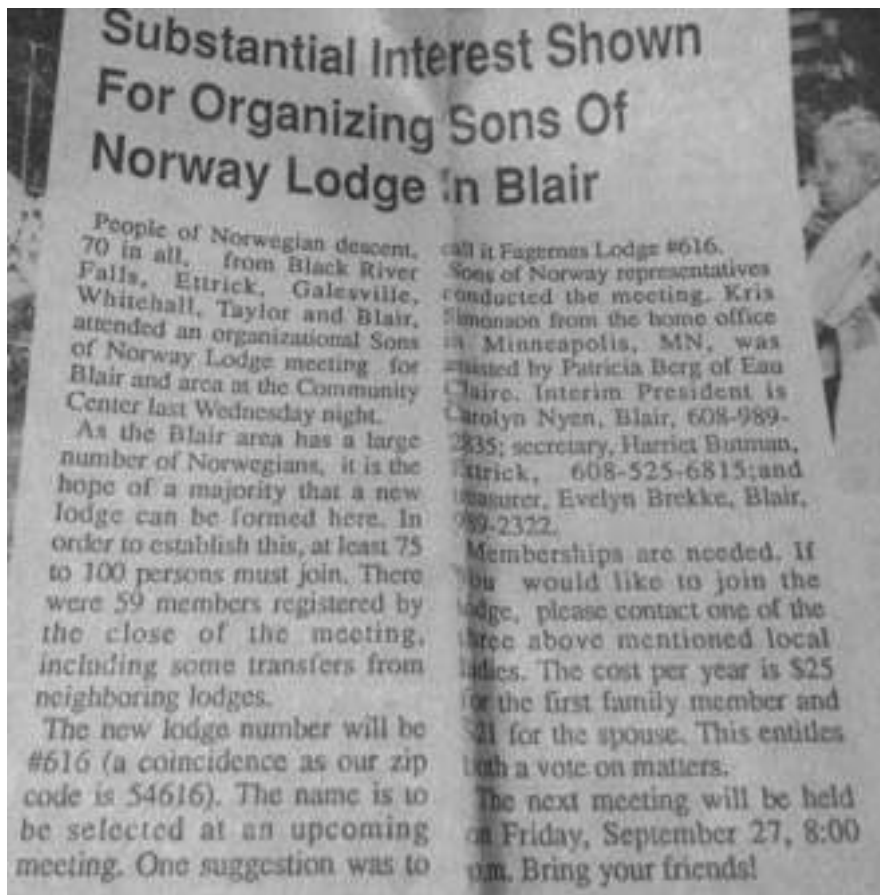 Substantial Interest Shown
For Organizing Sons Of
Norway Lodge in Blair
People of Norwegian descent,
70 in all, from Black River
Falls, Ettrick, Galesville,
Whitehall, Taylor and Blair,
attended an organizational Sons
of Norway Lodge meeting for
Blair and area at the Community
Center last Wednesday night.
As the Blair area has a large
number of Norwegians, it is the
hope of a majority that a new
lodge can be formed here. In
order to establish this, at least 75
to 100 persons must join. There
were 59 members registered by
the close of the meeting,
including some transfers from
neighboring lodges.
The new lodge number will be
#616 (a coincidence as our zip
code is 54616). The name is to
be selected at an upcoming
meeting. One suggestion was to
call it Fagernes Lodge #616.
Sons of Norway representatives
conducted the meeting. Kris
Simonson from the home office
in Minneapolis, MN, was
assisted by Patricia Berg of Eau
Claire. Interim President is
Carolyn Nyen, Blair, 608-989-
2835; secretary, Harriet Butman,
Ettrick, 608-525-6815;and
treasurer, Evelyn Brekke, Blair,
989-2322.
Memberships are needed. If
you would like to join the
lodge, please contact one of the
three above mentioned local
ladies. The cost per year is $25
for the first family member and
$21 for the spouse. This entitles
both a vote on matters.
The next meeting will be held
on Friday, September 27, 8:00
p.m. Bring your friends!